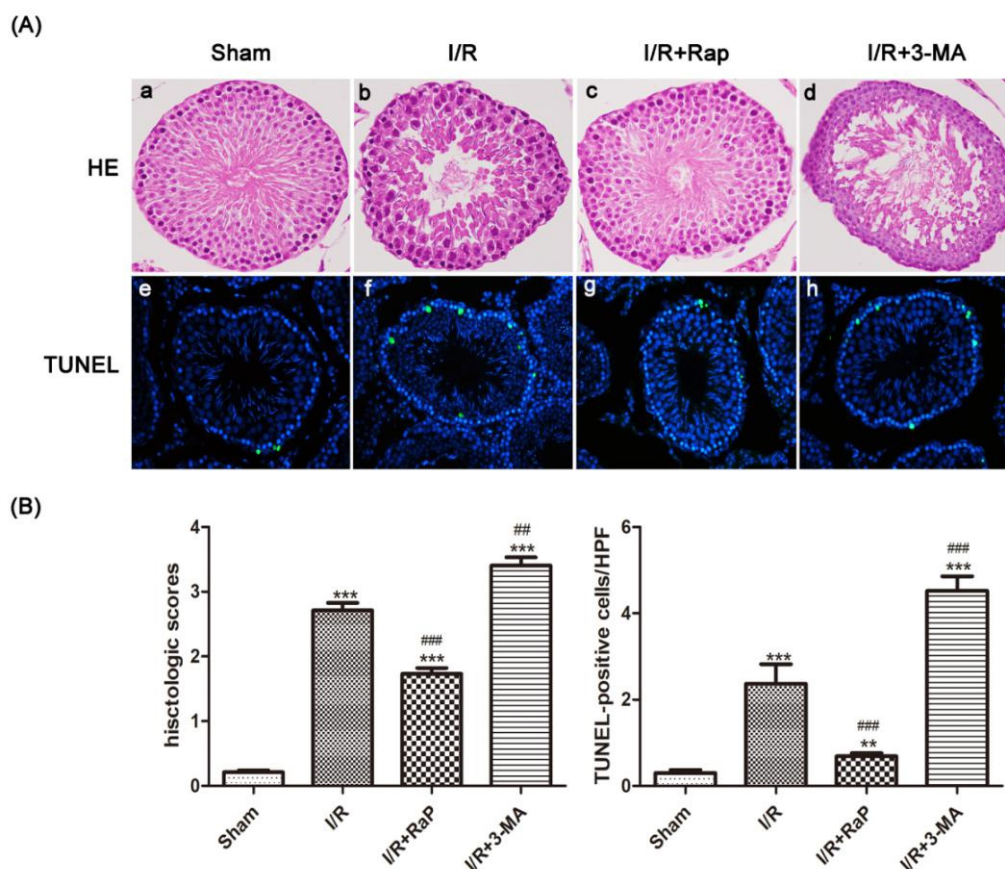 (A)
Sham I/R I/R+Rap I/R+3-MA
HE
a b c d
TUNEL
e f g h
(B)
hisctologic scores
4
3
2
1
0
***
###
***
##
***
Sham I/R I/R+RaP I/R+3-MA
TUNEL-positive cells/HPF
6
4
2
0
***
###
**
###
***
Sham I/R I/R+RaP I/R+3-MA